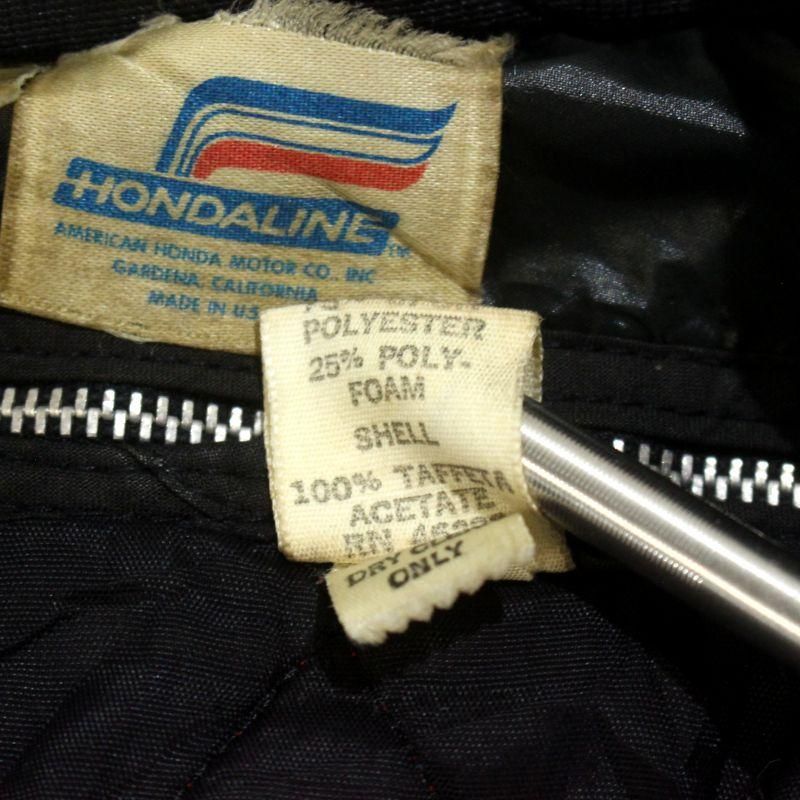 HONDALINE
TM
AMERICAN HONDA MOTOR CO., INC
GARDENA, CALIFORNIA
MADE IN U.S
POLYESTER
25% POLY-
FOAM
SHELL
100% TAFFETA
ACETATE
RN
DRY
ONLY